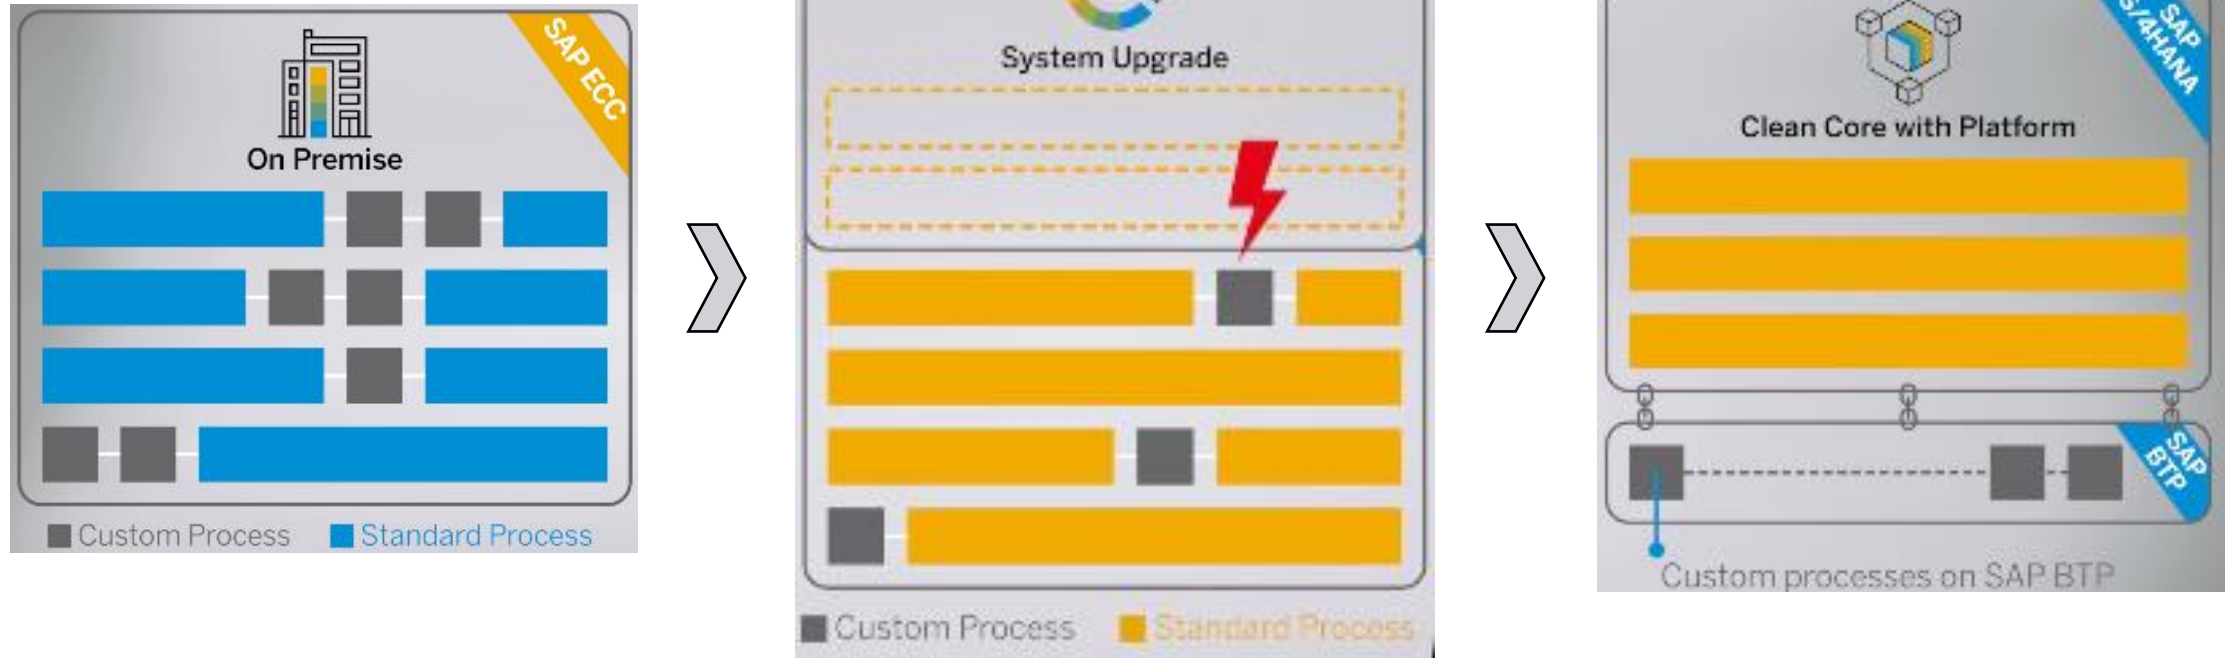 SAP ECC
On Premise
Custom Process Standard Process
System Upgrade
Custom Process Standard Process
SAP
S/4HANA
Clean Core with Platform
SAP
BTP
Custom processes on SAP BTP